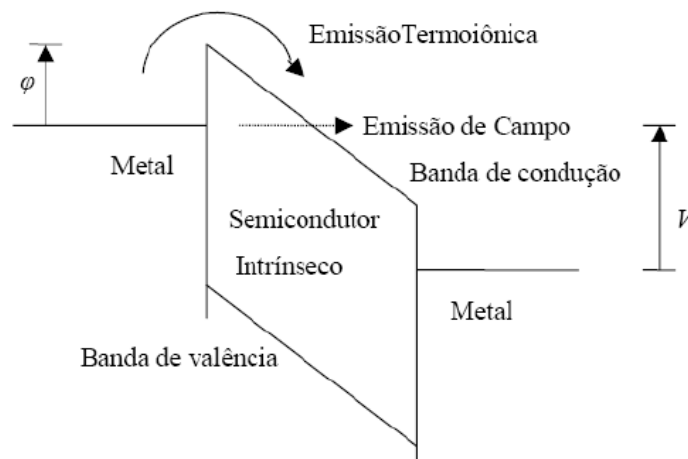 EmissãoTermoiônica
φ
Emissão de Campo
Metal
Banda de condução
Semicondutor
V
Intrínseco
Metal
Banda de valência